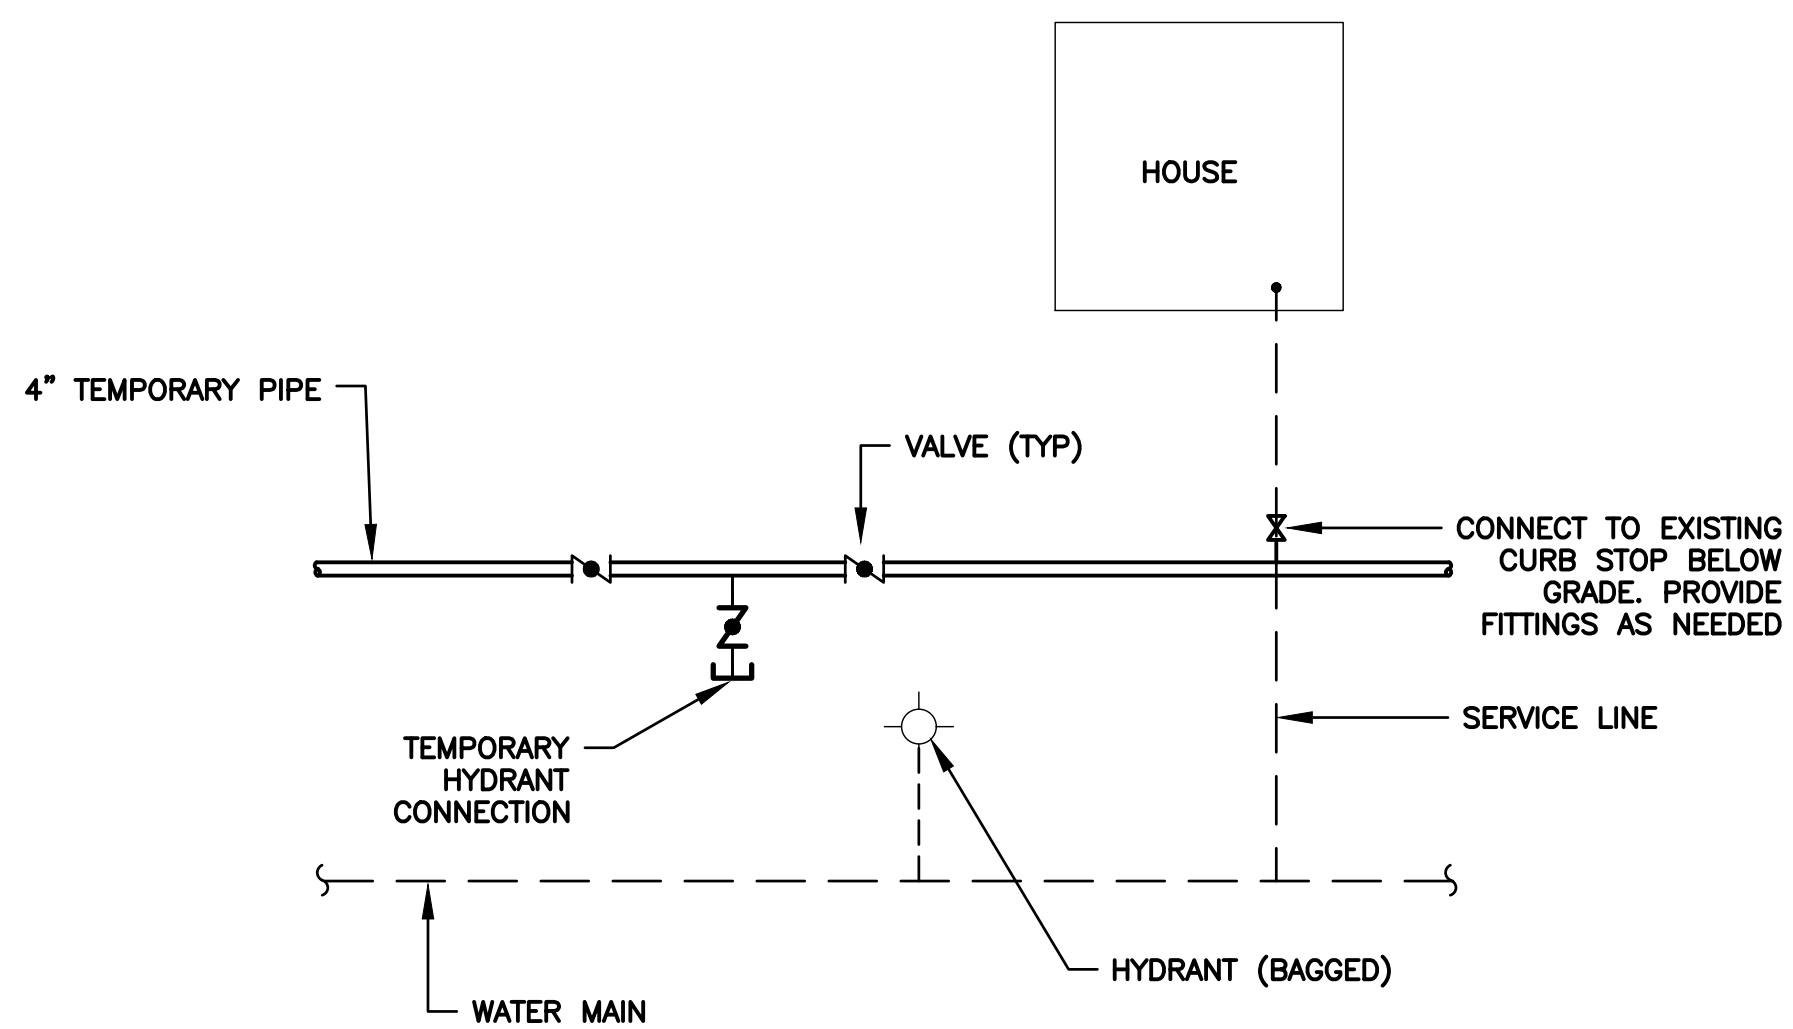 HOUSE
4" TEMPORARY PIPE
VALVE (TYP)
CONNECT TO EXISTING
CURB STOP BELOW
GRADE. PROVIDE
FITTINGS AS NEEDED
SERVICE LINE
TEMPORARY
HYDRANT
CONNECTION
HYDRANT (BAGGED)
WATER MAIN